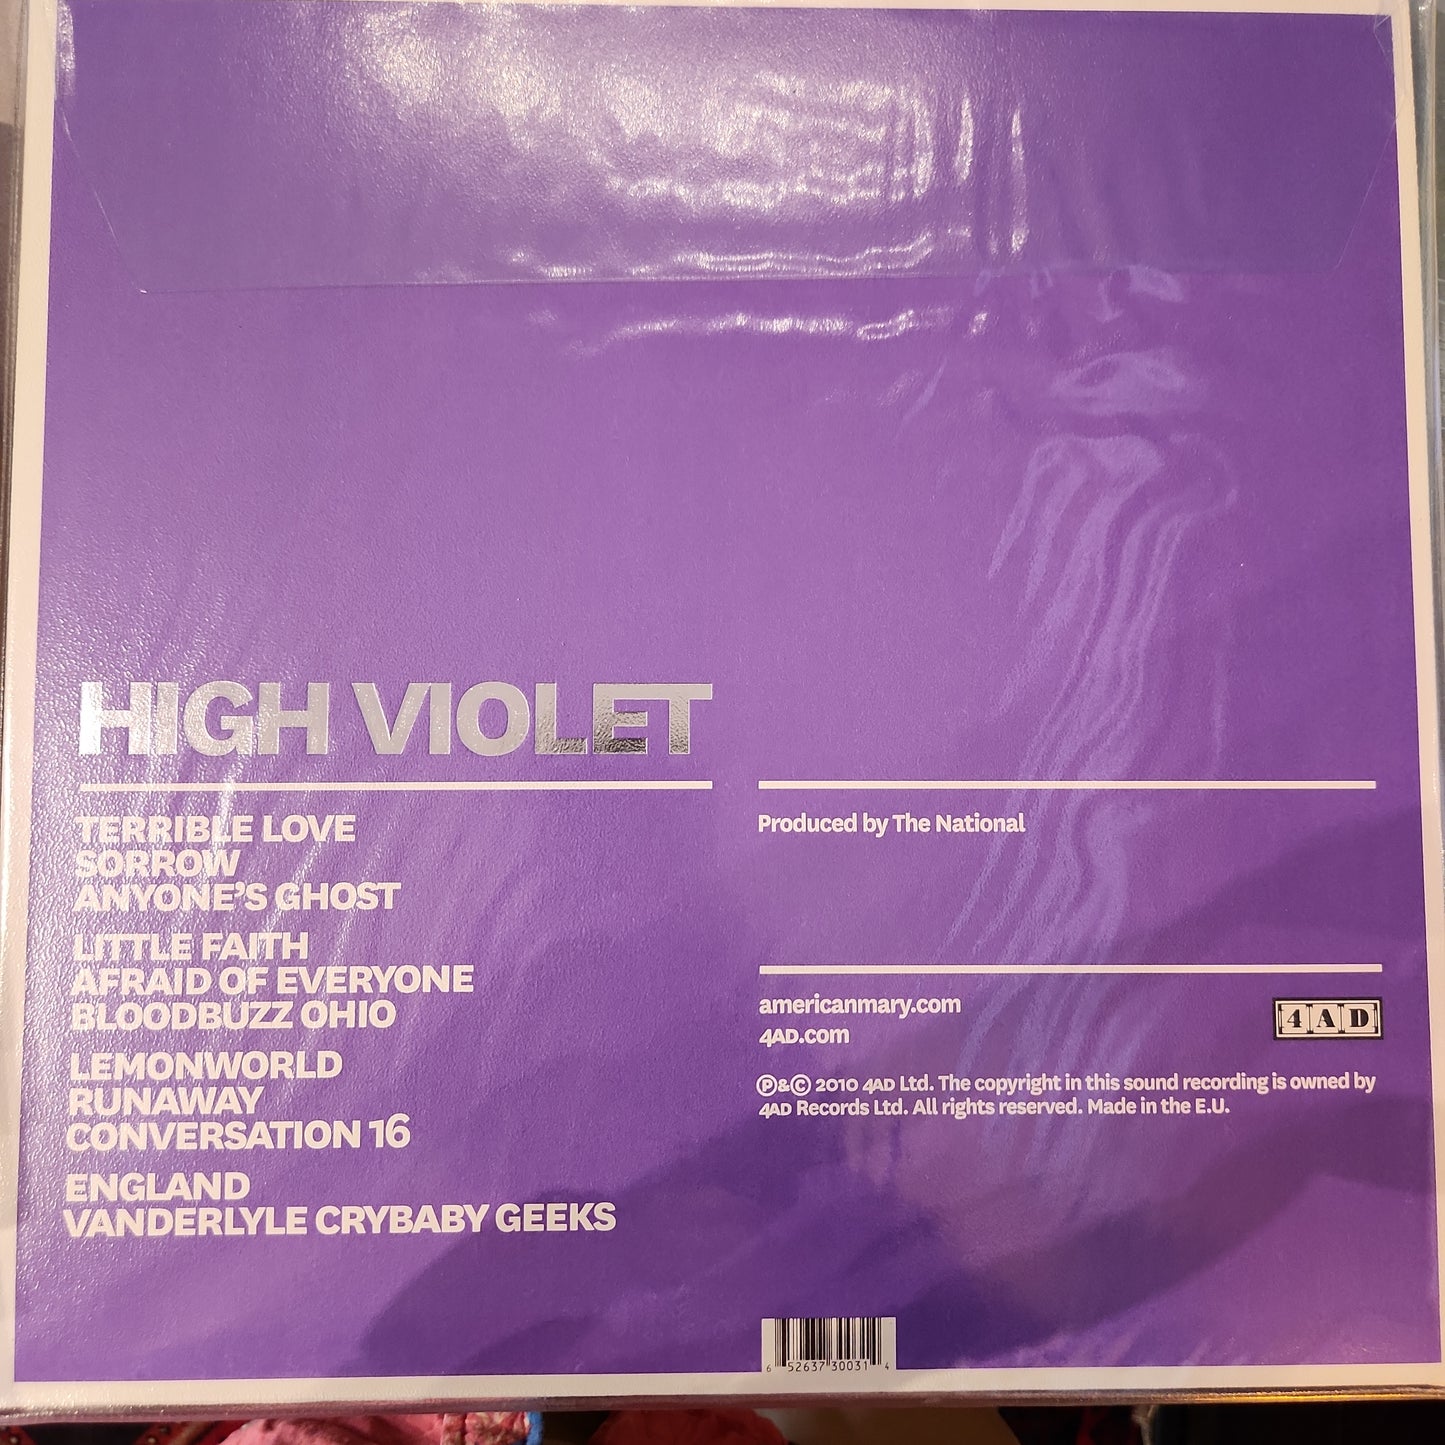 HIGH VIOLET
TERRIBLE LOVE
SORROW
ANYONE'S GHOST
LITTLE FAITH
AFRAID OF EVERYONE
BLOODBUZZ OHIO
LEMONWORLD
RUNAWAY
CONVERSATION 16
ENGLAND
VANDERLYLE CRYBABY GEEKS
Produced by The National
americanmary.com
4AD.com
4AD
℗&© 2010 4AD Ltd. The copyright in this sound recording is owned by
4AD Records Ltd. All rights reserved. Made in the E.U.
6 52637 30031 4